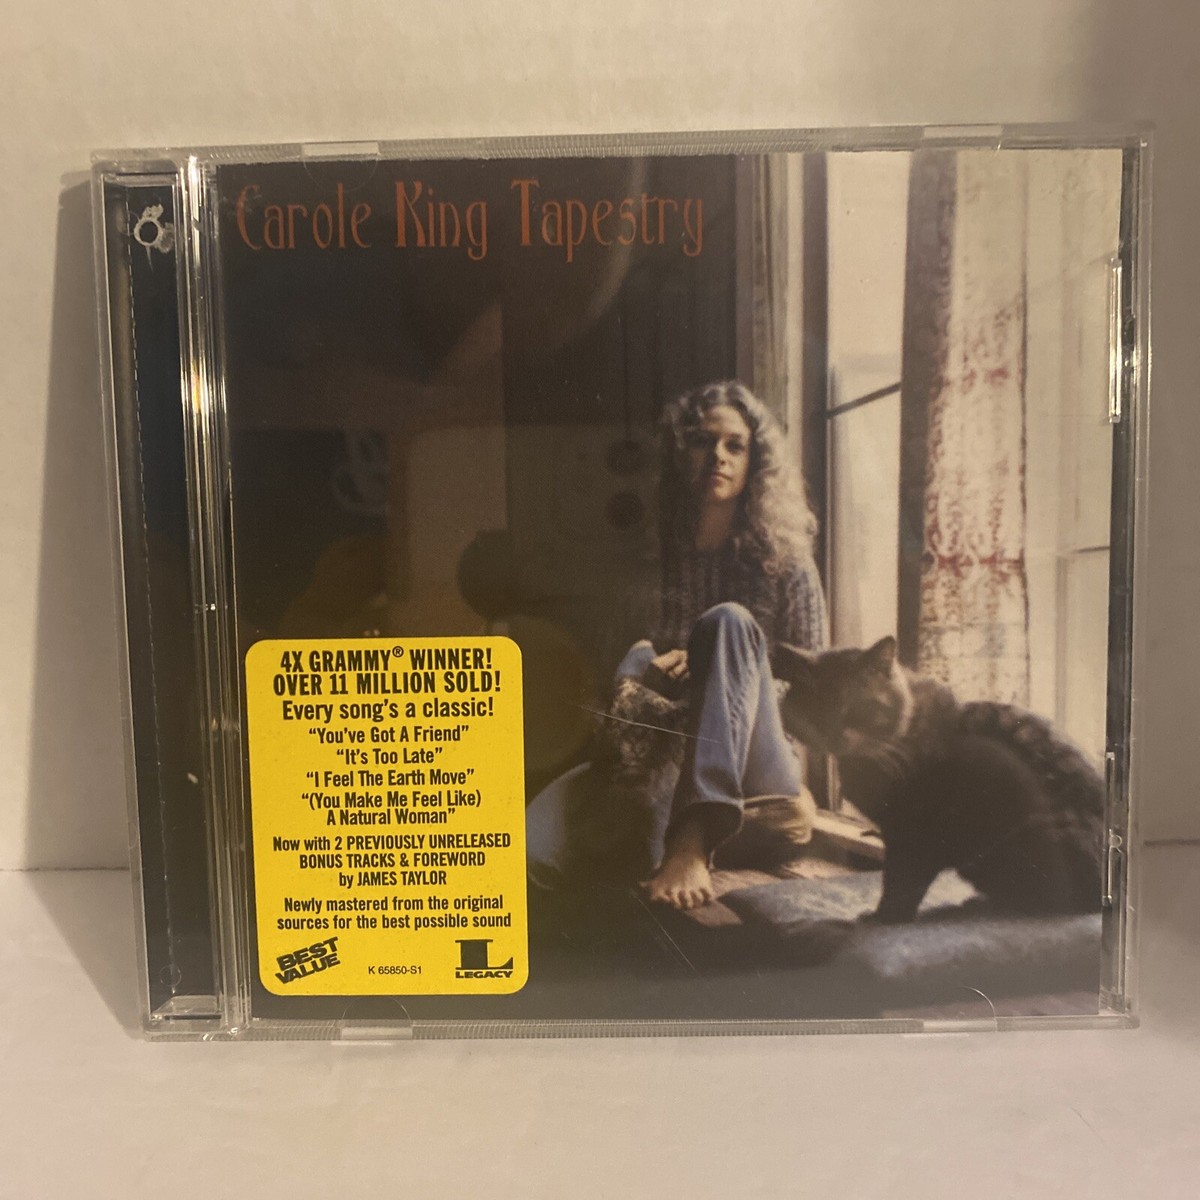 Carole King Tapestry
4X GRAMMY® WINNER!
OVER 11 MILLION SOLD!
Every song's a classic!
"You've Got A Friend"
"It's Too Late"
"I Feel The Earth Move"
"(You Make Me Feel Like)
A Natural Woman"
Now with 2 PREVIOUSLY UNRELEASED
BONUS TRACKS & FOREWORD
by JAMES TAYLOR
Newly mastered from the original
sources for the best possible sound
BEST
VALUE
K 65850-S1
L
LEGACY